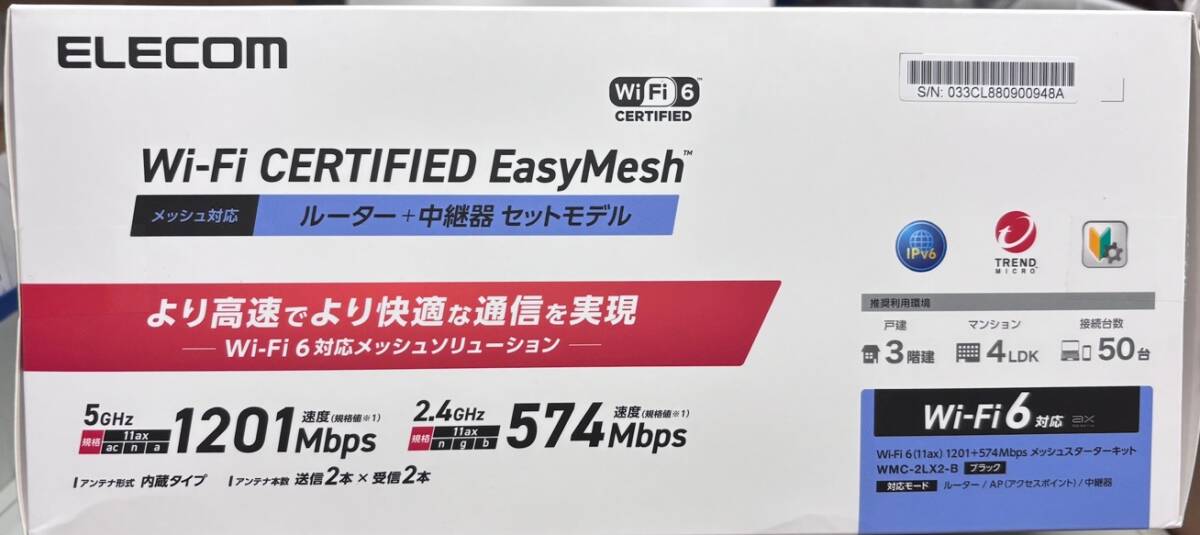 ELECOM
S/N: 033CL880900948A
Wi Fi 6™
CERTIFIED
Wi-Fi CERTIFIED EasyMesh™
メッシュ対応 ルーター+中継器 セットモデル
IPv6
TREND
MICRO
より高速でより快適な通信を実現
Wi-Fi 6対応メッシュソリューション
推奨利用環境
戸建 マンション 接続台数
3階建 4LDK 50台
5GHz 規格 11ax ac n a 1201Mbps 速度(規格値※1)
2.4GHz 規格 11ax n g b 574Mbps 速度(規格値※1)
アンテナ形式 内蔵タイプ アンテナ本数 送信2本×受信2本
Wi-Fi 6 対応 ax
Wi-Fi 6(11ax) 1201+574Mbps メッシュスターターキット
WMC-2LX2-B ブラック
対応モード ルーター/AP(アクセスポイント)/中継器